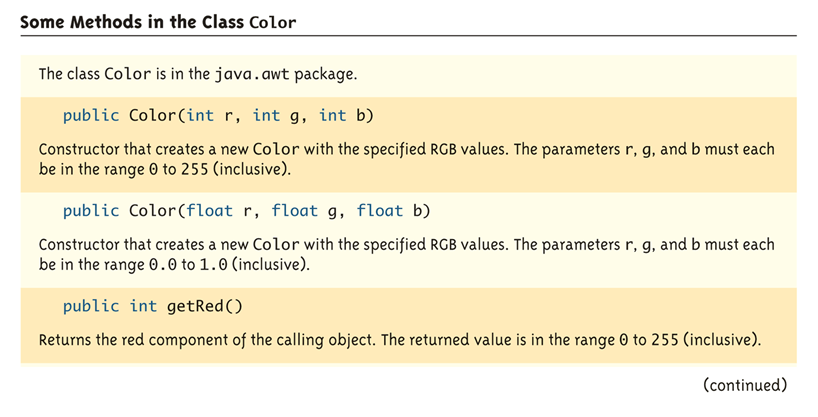 Some Methods in the Class Color
The class Color is in the java.awt package.
public Color(int r, int g, int b)
Constructor that creates a new Color with the specified RGB values. The parameters r, g, and b must each
be in the range 0 to 255 (inclusive).
public Color(float r, float g, float b)
Constructor that creates a new Color with the specified RGB values. The parameters r, g, and b must each
be in the range 0.0 to 1.0 (inclusive).
public int getRed()
Returns the red component of the calling object. The returned value is in the range 0 to 255 (inclusive).
(continued)